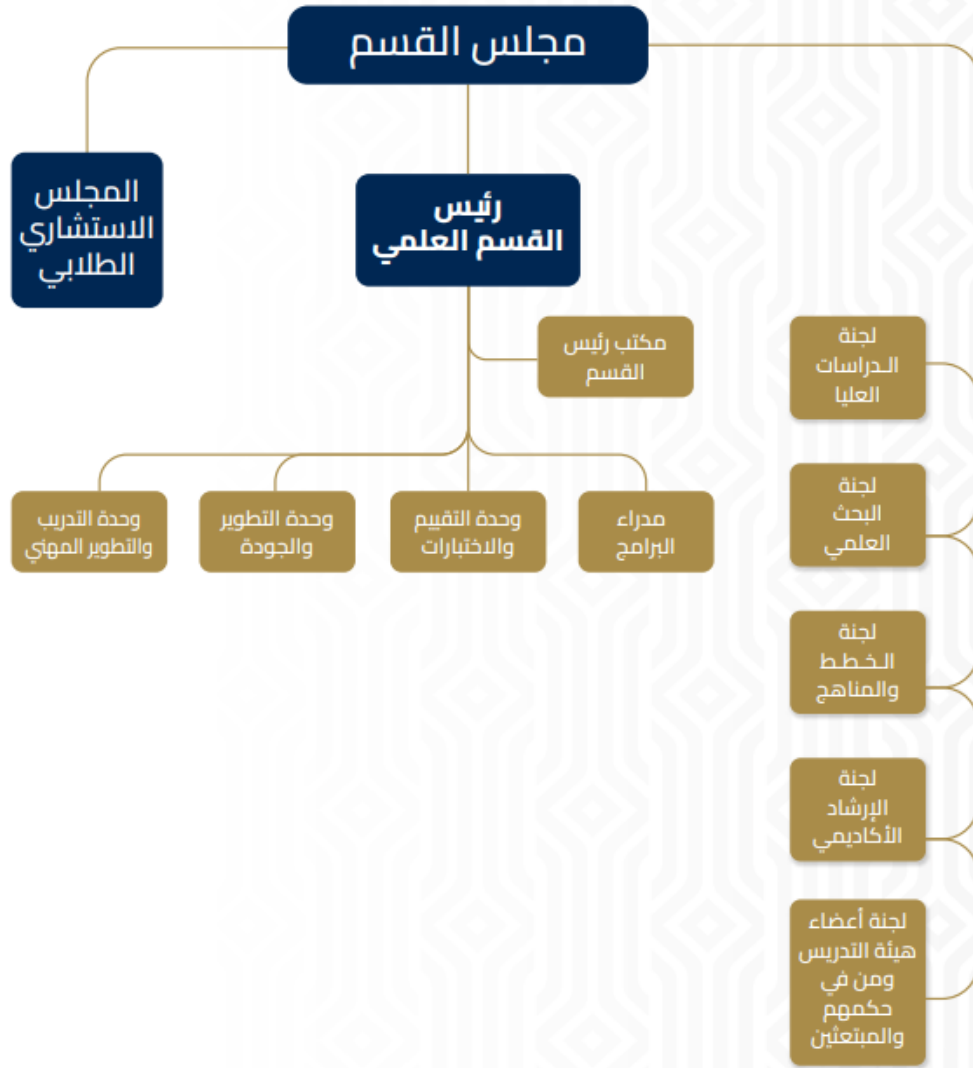 مجلس القسم
المجلس
الاستشاري
الطلابي
رئيس
القسم العلمي
مكتب رئيس
القسم
مدراء
البرامج
وحدة التقييم
والاختبارات
وحدة التطوير
والجودة
وحدة التدريب
والتطوير المهني
لجنة
الـدراسات
العليا
لجنة
البحث
العلمي
لجنة
الـخـطـط
والمناهج
لجنة
الإرشاد
الأكاديمي
لجنة أعضاء
هيئة التدريس
ومن في
حكمهم
والمبتعثين